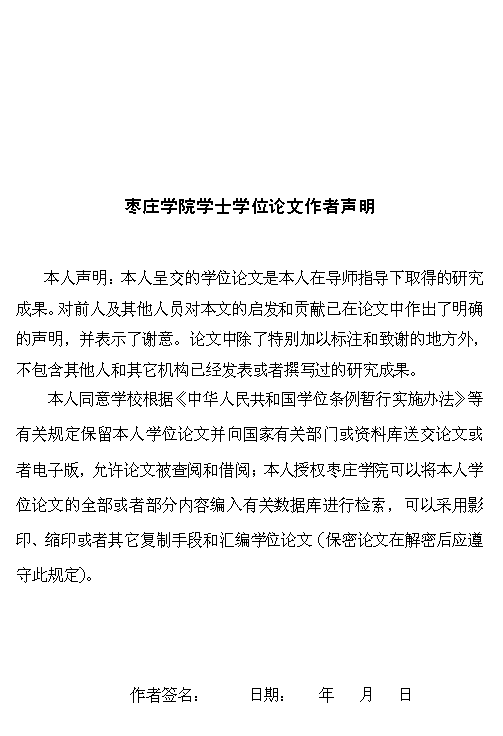 枣庄学院学士学位论文作者声明
本人声明：本人呈交的学位论文是本人在导师指导下取得的研究
成果。对前人及其他人员对本文的启发和贡献已在论文中作出了明确
的声明，并表示了谢意。论文中除了特别加以标注和致谢的地方外，
不包含其他人和其它机构已经发表或者撰写过的研究成果。
本人同意学校根据《中华人民共和国学位条例暂行实施办法》等
有关规定保留本人学位论文并向国家有关部门或资料库送交论文或
者电子版，允许论文被查阅和借阅；本人授权枣庄学院可以将本人学
位论文的全部或者部分内容编入有关数据库进行检索，可以采用影
印、缩印或者其它复制手段和汇编学位论文（保密论文在解密后应遵
守此规定）。
作者签名： 日期： 年 月 日